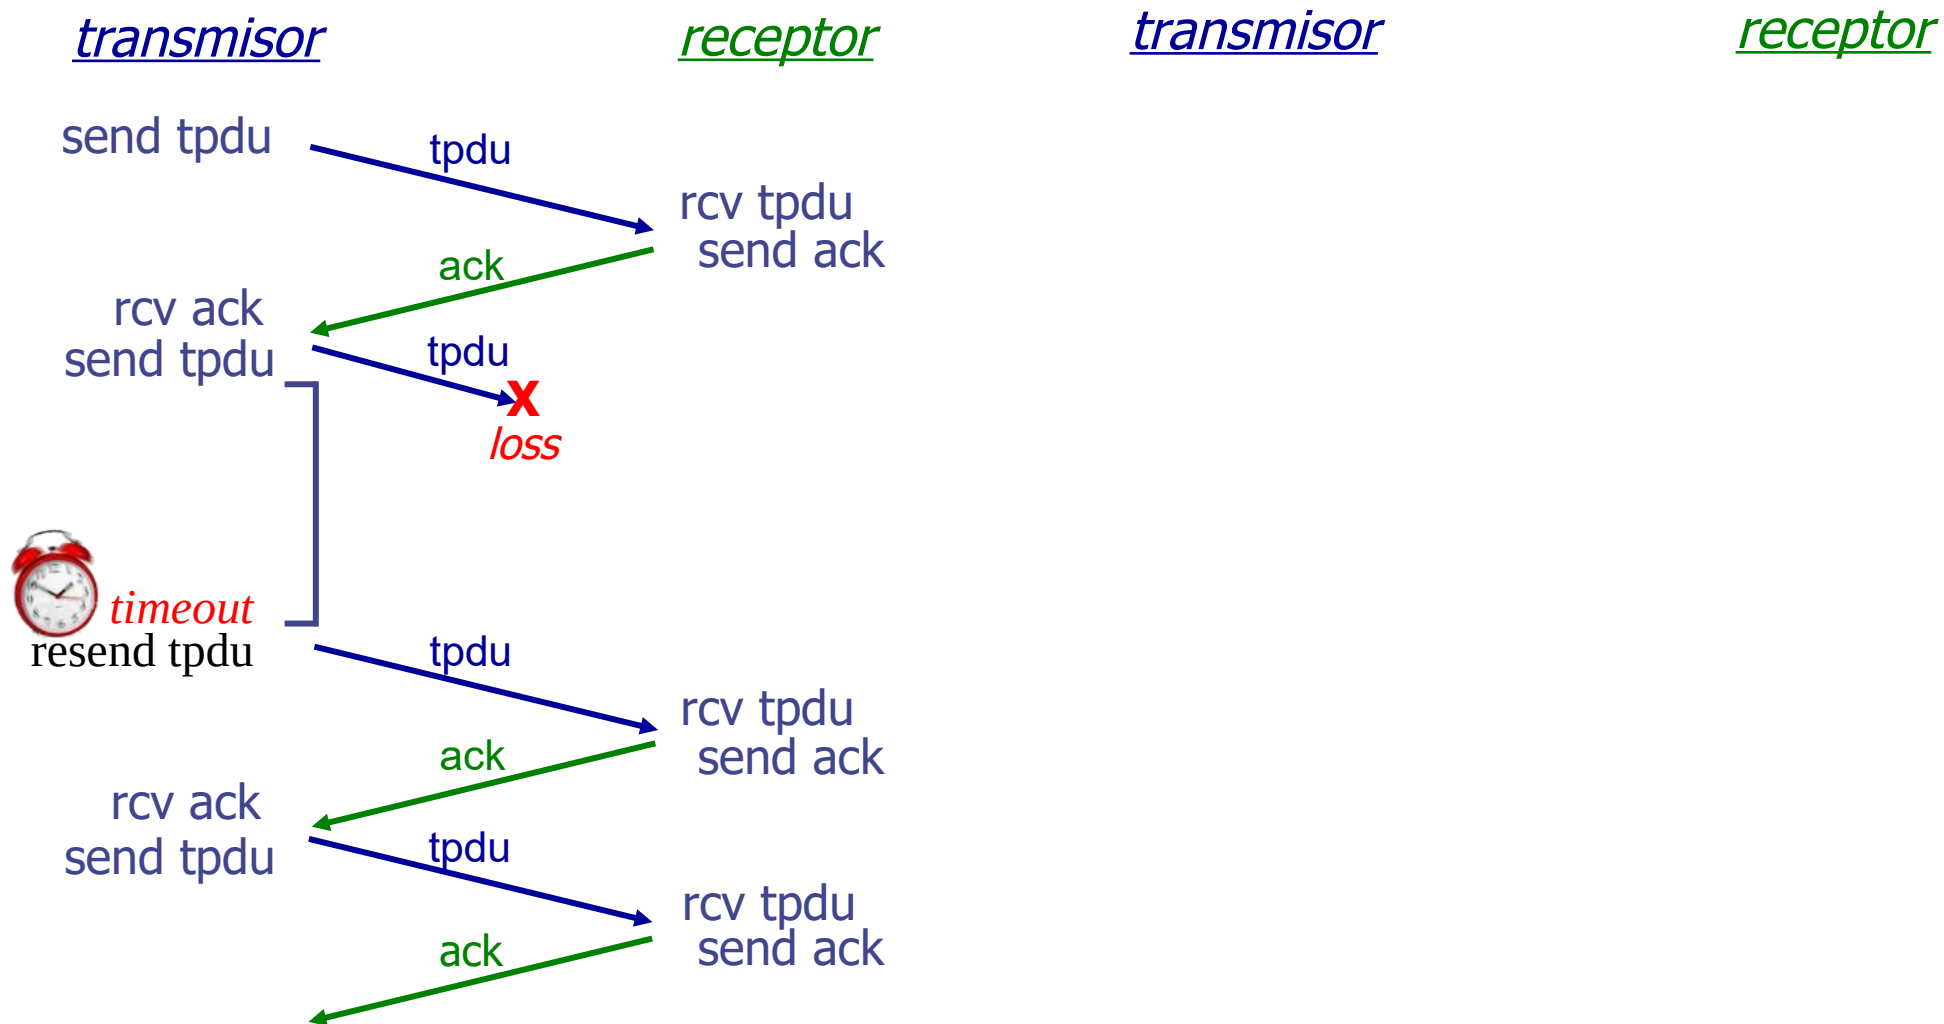 transmisor
receptor
transmisor
receptor
send tpdu
tpdu
rcv tpdu
send ack
ack
rcv ack
send tpdu
tpdu
X
loss
timeout
resend tpdu
tpdu
rcv tpdu
send ack
ack
rcv ack
send tpdu
tpdu
rcv tpdu
send ack
ack